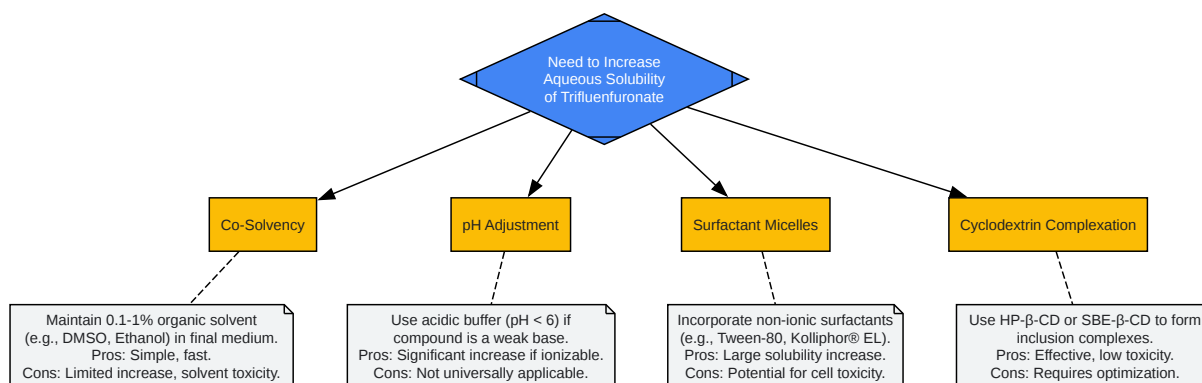 Need to Increase
Aqueous Solubility
of Trifluenfuronate
Co-Solvency
pH Adjustment
Surfactant Micelles
Cyclodextrin Complexation
Maintain 0.1-1% organic solvent
(e.g., DMSO, Ethanol) in final medium.
Pros: Simple, fast.
Cons: Limited increase, solvent toxicity.
Use acidic buffer (pH < 6) if
compound is a weak base.
Pros: Significant increase if ionizable.
Cons: Not universally applicable.
Incorporate non-ionic surfactants
(e.g., Tween-80, Kolliphor® EL).
Pros: Large solubility increase.
Cons: Potential for cell toxicity.
Use HP-β-CD or SBE-β-CD to form
inclusion complexes.
Pros: Effective, low toxicity.
Cons: Requires optimization.